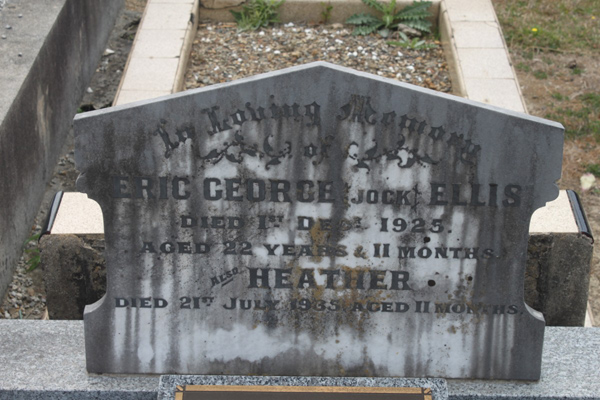 In Loving Memory
of
ERIC GEORGE (JOCK) ELLIS
DIED 1ST DEC. 1925.
AGED 22 YEARS & 11 MONTHS.
ALSO HEATHER
DIED 21ST JULY 1935 AGED 11 MONTHS